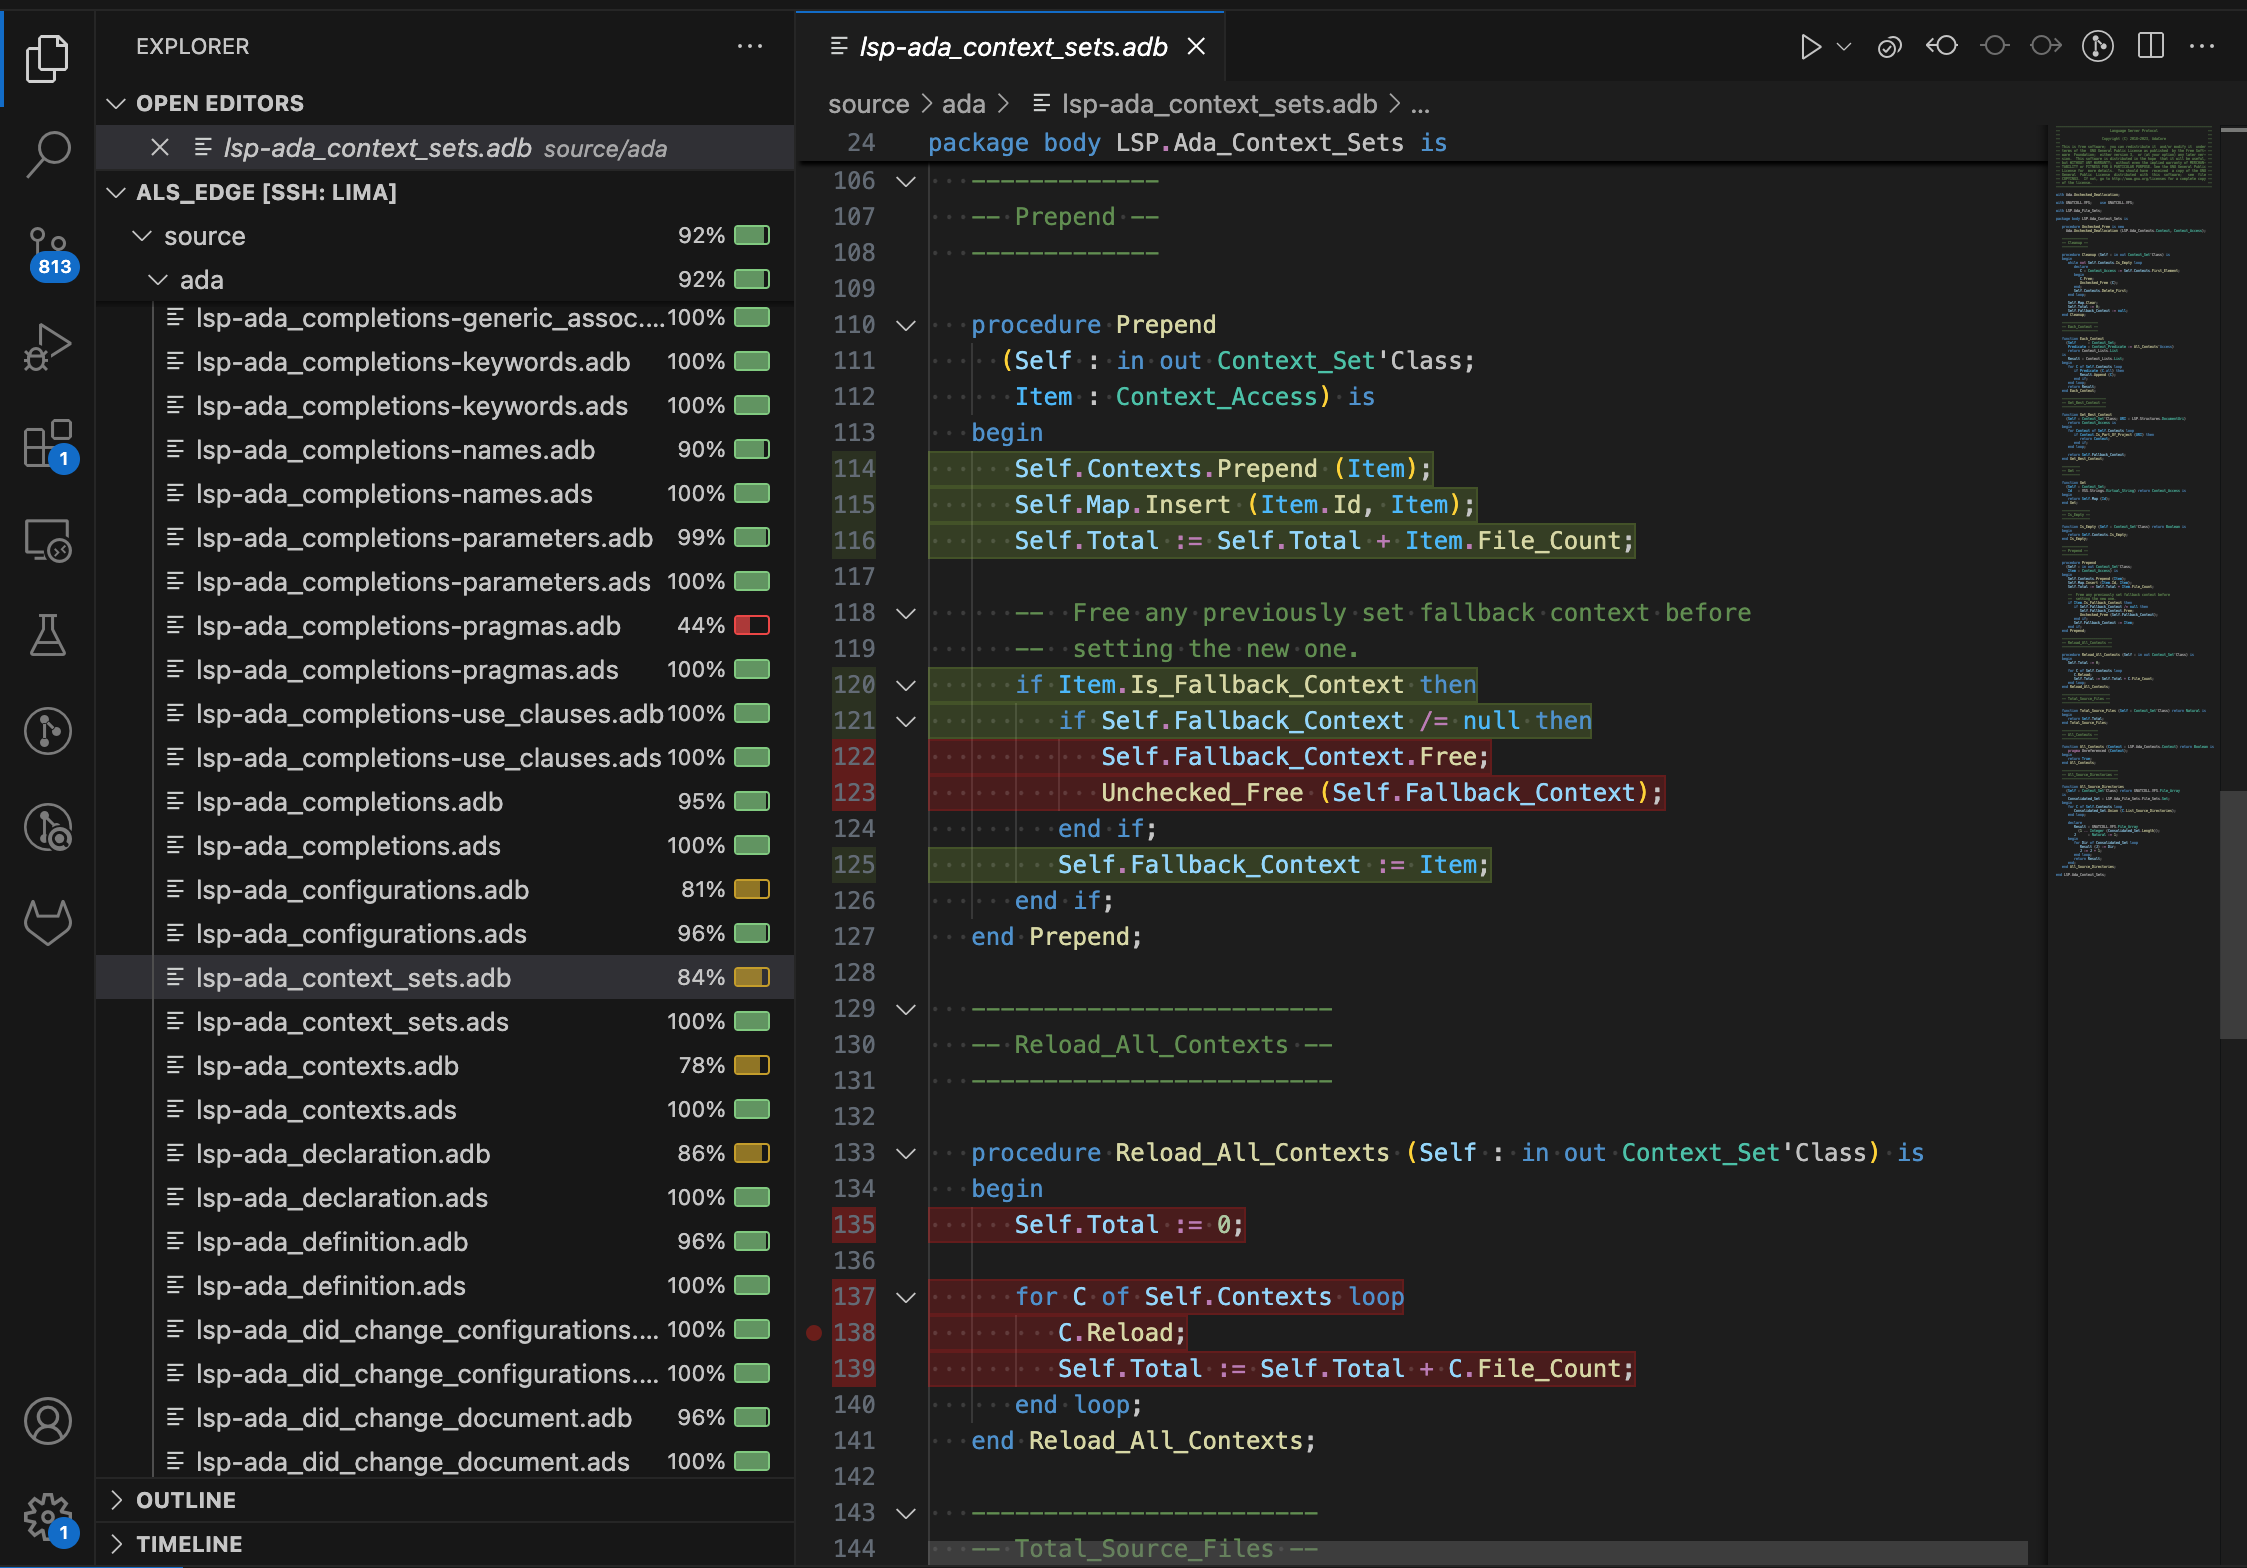 EXPLORER
OPEN EDITORS
lsp-ada_context_sets.adb source/ada
ALS_EDGE [SSH: LIMA]
source 92%
ada 92%
lsp-ada_completions-generic_assoc.... 100%
lsp-ada_completions-keywords.adb 100%
lsp-ada_completions-keywords.ads 100%
lsp-ada_completions-names.adb 90%
lsp-ada_completions-names.ads 100%
lsp-ada_completions-parameters.adb 99%
lsp-ada_completions-parameters.ads 100%
lsp-ada_completions-pragmas.adb 44%
lsp-ada_completions-pragmas.ads 100%
lsp-ada_completions-use_clauses.adb 100%
lsp-ada_completions-use_clauses.ads 100%
lsp-ada_completions.adb 95%
lsp-ada_completions.ads 100%
lsp-ada_configurations.adb 81%
lsp-ada_configurations.ads 96%
lsp-ada_context_sets.adb 84%
lsp-ada_context_sets.ads 100%
lsp-ada_contexts.adb 78%
lsp-ada_contexts.ads 100%
lsp-ada_declaration.adb 86%
lsp-ada_declaration.ads 100%
lsp-ada_definition.adb 96%
lsp-ada_definition.ads 100%
lsp-ada_did_change_configurations.... 100%
lsp-ada_did_change_configurations.... 100%
lsp-ada_did_change_document.adb 96%
lsp-ada_did_change_document.ads 100%
OUTLINE
TIMELINE
813
1
1
lsp-ada_context_sets.adb
source > ada > lsp-ada_context_sets.adb > ...
24 package body LSP.Ada_Context_Sets is
106 -------------
107 -- Prepend --
108 -------------
109
110 procedure Prepend
111 (Self : in out Context_Set'Class;
112 Item : Context_Access) is
113 begin
114 Self.Contexts.Prepend (Item);
115 Self.Map.Insert (Item.Id, Item);
116 Self.Total := Self.Total + Item.File_Count;
117
118 --  Free any previously set fallback context before
119 --  setting the new one.
120 if Item.Is_Fallback_Context then
121 if Self.Fallback_Context /= null then
122 Self.Fallback_Context.Free;
123 Unchecked_Free (Self.Fallback_Context);
124 end if;
125 Self.Fallback_Context := Item;
126 end if;
127 end Prepend;
128
129 -------------------------
130 -- Reload_All_Contexts --
131 -------------------------
132
133 procedure Reload_All_Contexts (Self : in out Context_Set'Class) is
134 begin
135 Self.Total := 0;
136
137 for C of Self.Contexts loop
138 C.Reload;
139 Self.Total := Self.Total + C.File_Count;
140 end loop;
141 end Reload_All_Contexts;
142
143 ------------------------
144 -- Total_Source_Files --